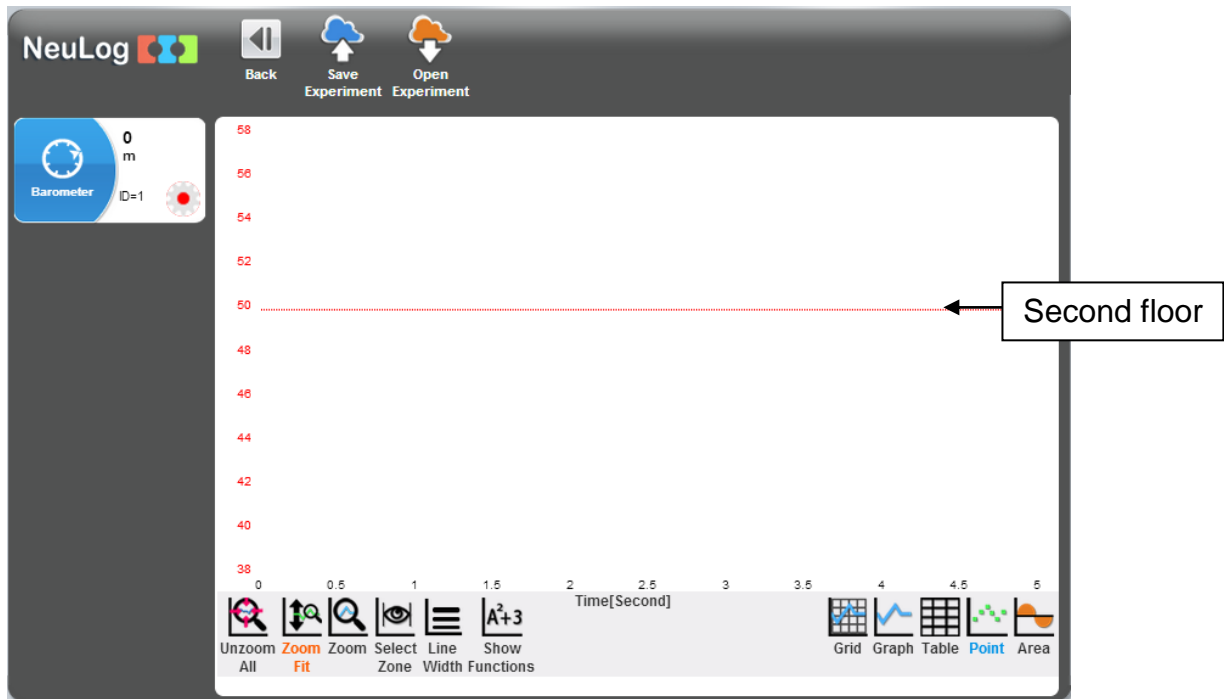 NeuLog
Back
Save
Experiment
Open
Experiment
Barometer
0
m
ID=1
58
56
54
52
50
48
46
44
42
40
38
Second floor
0 0.5 1 1.5 2 2.5 3 3.5 4 4.5 5
Time[Second]
Unzoom
All
Zoom
Fit
Zoom
Select
Zone
Line
Width
A²+3
Show
Functions
Grid
Graph
Table
Point
Area